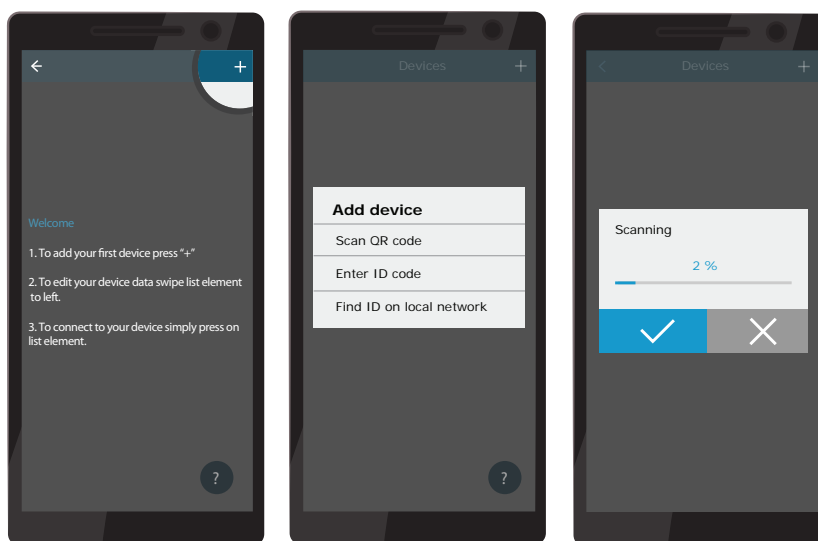 +
Welcome
1. To add your first device press "+"
2. To edit your device data swipe list element
to left.
3. To connect to your device simply press on
list element.
?
Devices +
Add device
Scan QR code
Enter ID code
Find ID on local network
?
Devices +
Scanning
2 %